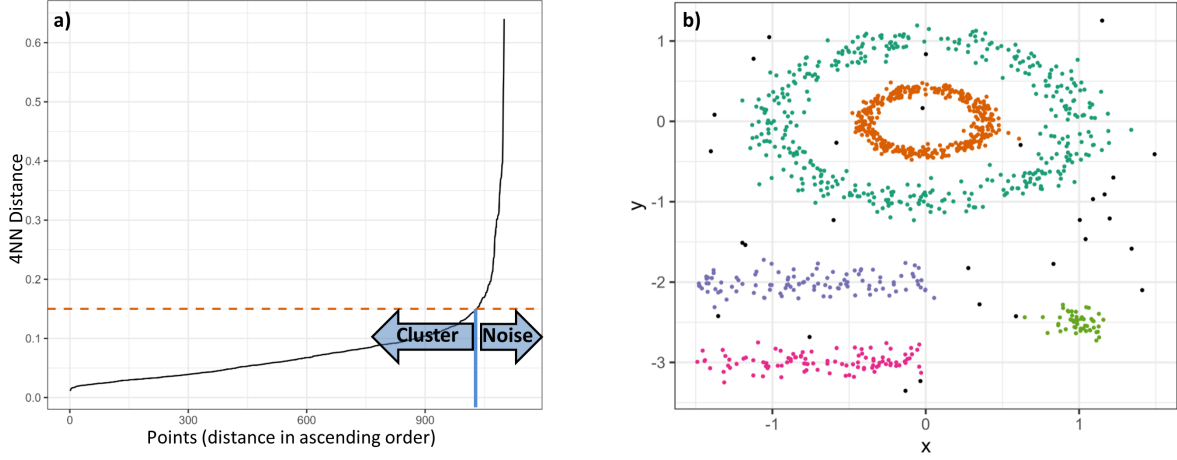 a)
4NN Distance
0.6
0.5
0.4
0.3
0.2
0.1
0.0
Cluster
Noise
0 300 600 900
Points (distance in ascending order)
b)
y
1
0
-1
-2
-3
-1 0 1
x